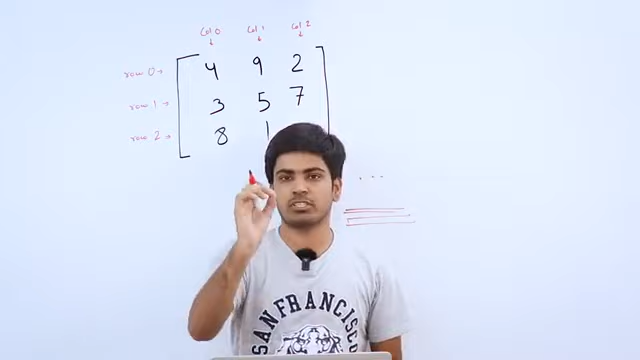 Col 0 Col 1 Col 2
row 0 → 4 9 2
row 1 → 3 5 7
row 2 → 8 1
. . .
SAN FRANCISCO